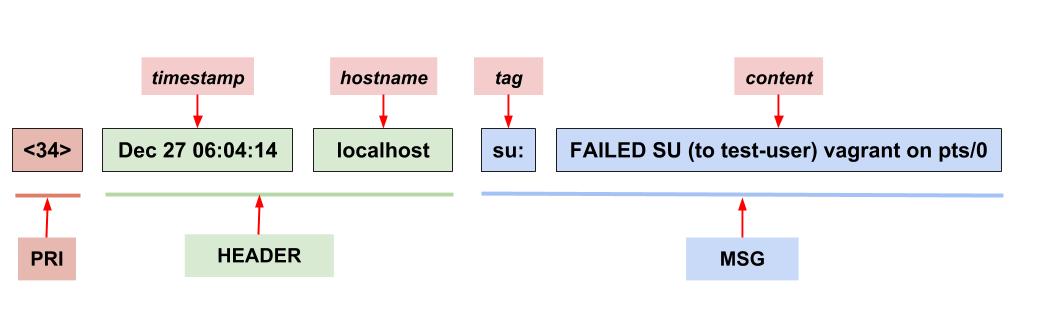 timestamp hostname tag content
<34> Dec 27 06:04:14 localhost su: FAILED SU (to test-user) vagrant on pts/0
PRI HEADER MSG